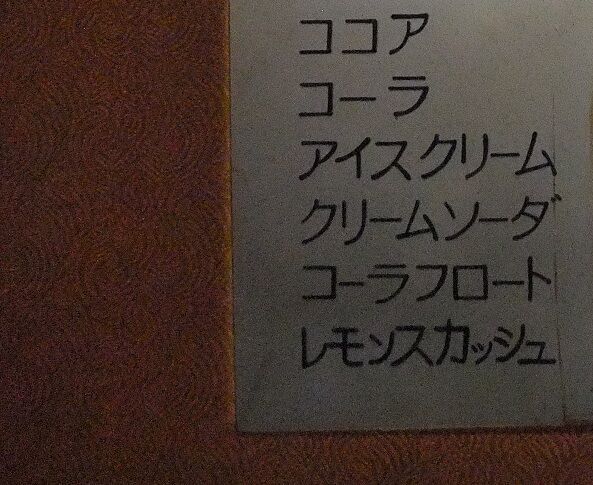 ココア
コーラ
アイスクリーム
クリームソーダ
コーラフロート
レモンスカッシュ